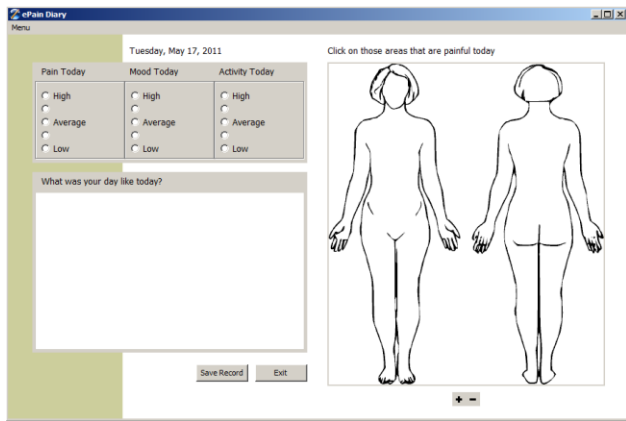 ePain Diary
Menu
Tuesday, May 17, 2011
Click on those areas that are painful today
Pain Today Mood Today Activity Today
High High High
Average Average Average
Low Low Low
What was your day like today?
Save Record Exit
+ −